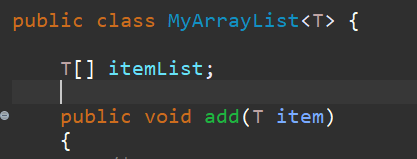 public class MyArrayList<T> {
T[] itemList;
public void add(T item)
{